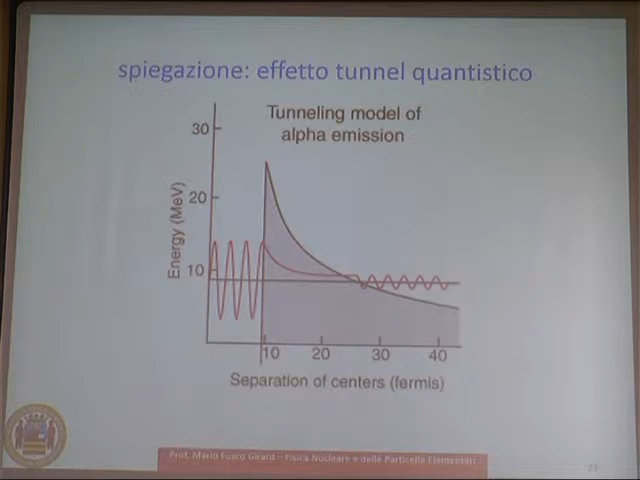 spiegazione: effetto tunnel quantistico
Tunneling model of
alpha emission
30
20
10
Energy (MeV)
10 20 30 40
Separation of centers (fermis)
Prof. Mario Fusco Girard – Fisica Nucleare e delle Particelle Elementari